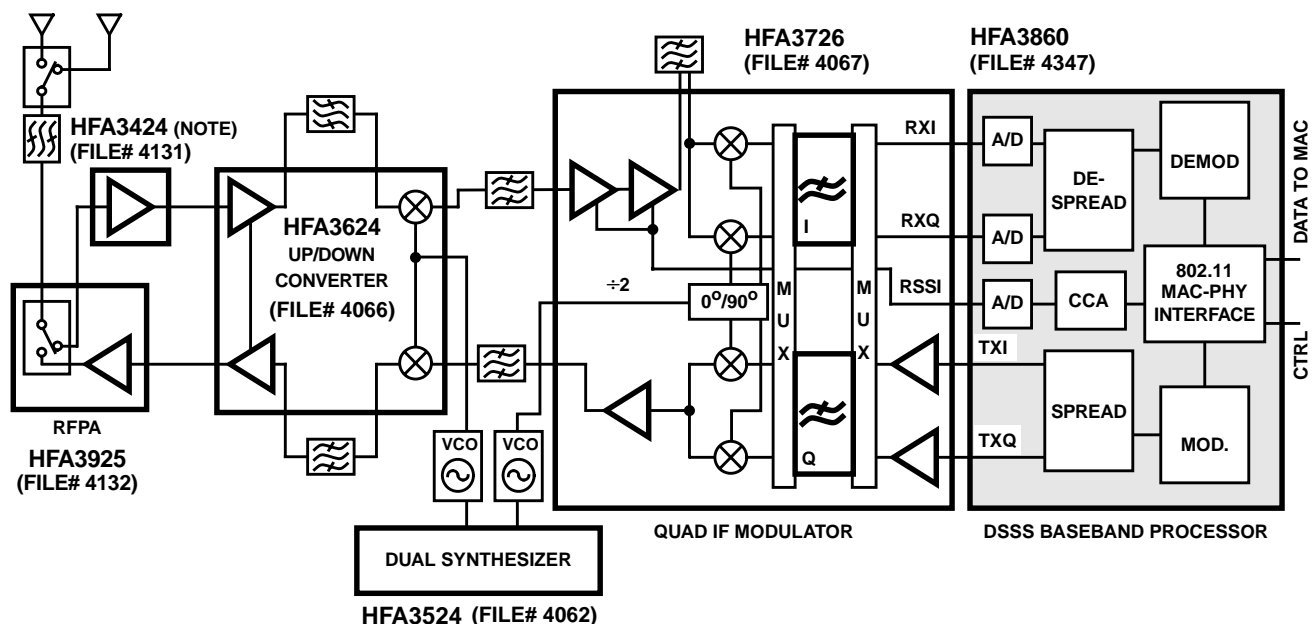 HFA3424 (NOTE)
(FILE# 4131)
HFA3624
UP/DOWN
CONVERTER
(FILE# 4066)
RFPA
HFA3925
(FILE# 4132)
VCO
VCO
DUAL SYNTHESIZER
HFA3524 (FILE# 4062)
HFA3726
(FILE# 4067)
÷2
0o/90o
I
Q
M
U
X
M
U
X
RXI
RXQ
RSSI
TXI
TXQ
QUAD IF MODULATOR
HFA3860
(FILE# 4347)
A/D
A/D
A/D
DE-
SPREAD
DEMOD
CCA
802.11
MAC-PHY
INTERFACE
SPREAD
MOD.
DATA TO MAC
CTRL
DSSS BASEBAND PROCESSOR